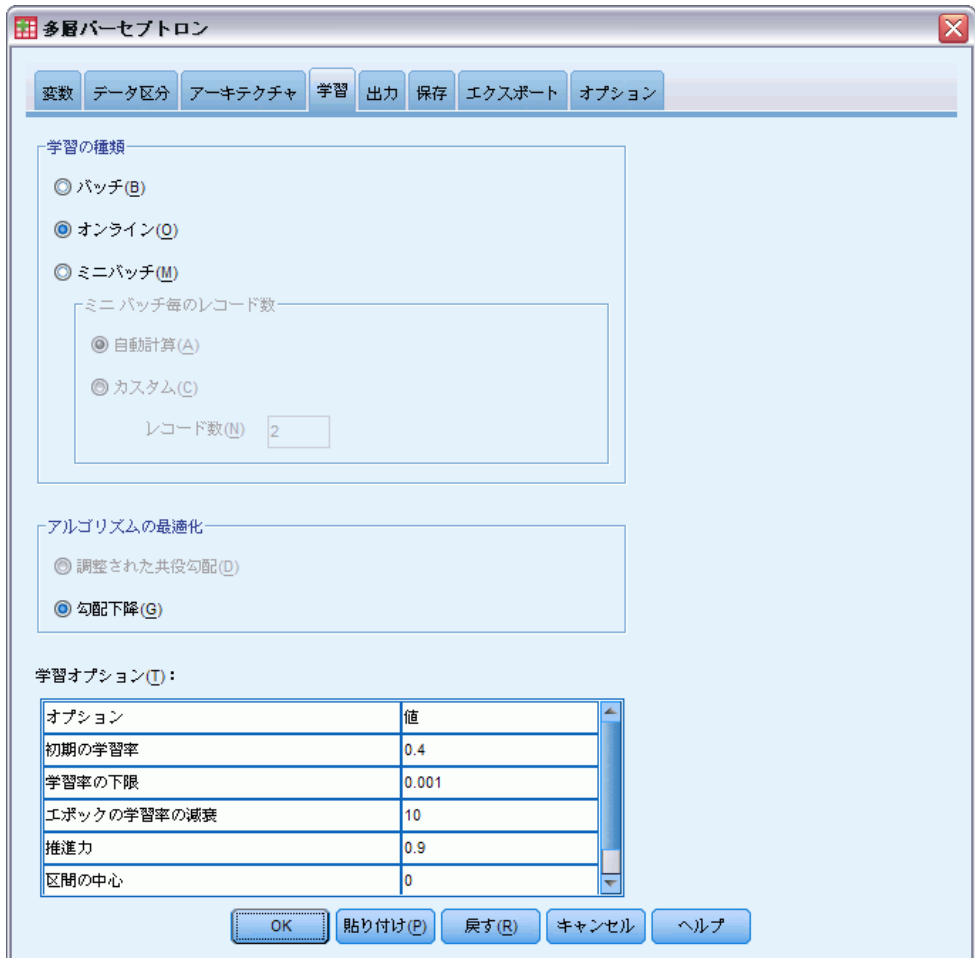 多層パーセプトロン
変数 データ区分 アーキテクチャ 学習 出力 保存 エクスポート オプション
学習の種類
バッチ(B)
オンライン(O)
ミニバッチ(M)
ミニ バッチ毎のレコード数
自動計算(A)
カスタム(C)
レコード数(N) 2
アルゴリズムの最適化
調整された共役勾配(D)
勾配下降(G)
学習オプション(T):
オプション 値
初期の学習率 0.4
学習率の下限 0.001
エポックの学習率の減衰 10
推進力 0.9
区間の中心 0
OK 貼り付け(P) 戻す(R) キャンセル ヘルプ